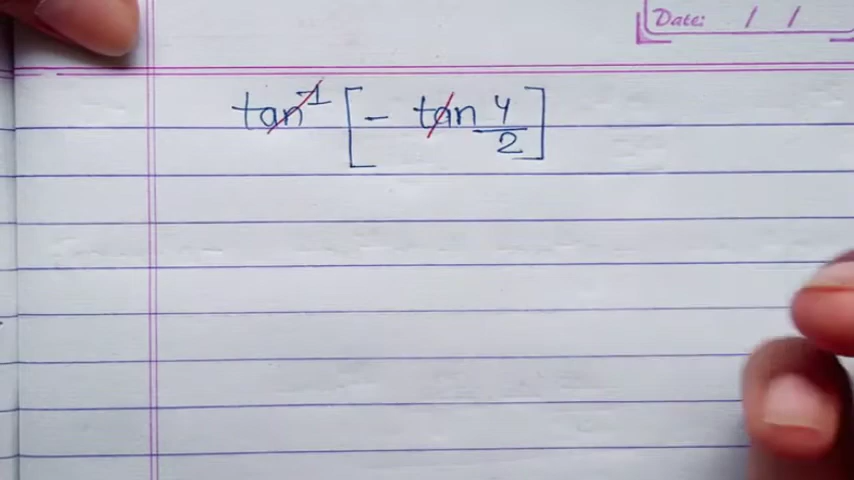 Date: / /
tan⁻¹ [- tan 4/2]